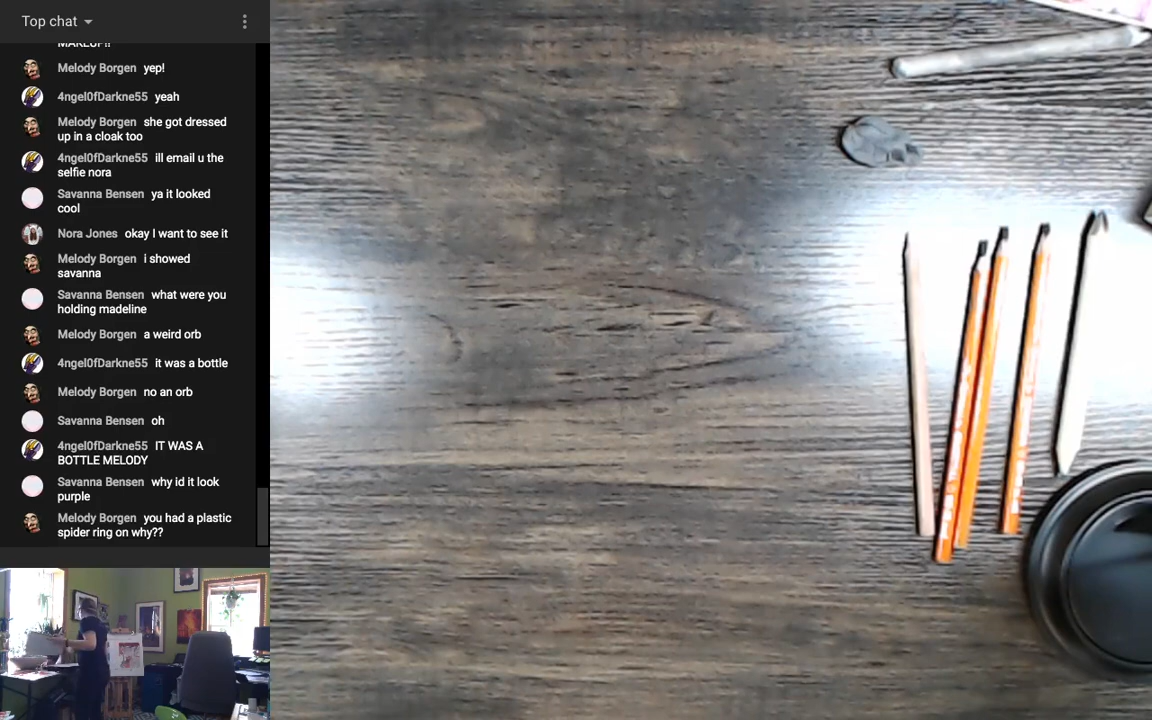 Top chat
MAKEUP!!
Melody Borgen yep!
4ngel0fDarkne55 yeah
Melody Borgen she got dressed
up in a cloak too
4ngel0fDarkne55 ill email u the
selfie nora
Savanna Bensen ya it looked
cool
Nora Jones okay I want to see it
Melody Borgen i showed
savanna
Savanna Bensen what were you
holding madeline
Melody Borgen a weird orb
4ngel0fDarkne55 it was a bottle
Melody Borgen no an orb
Savanna Bensen oh
4ngel0fDarkne55 IT WAS A
BOTTLE MELODY
Savanna Bensen why id it look
purple
Melody Borgen you had a plastic
spider ring on why??